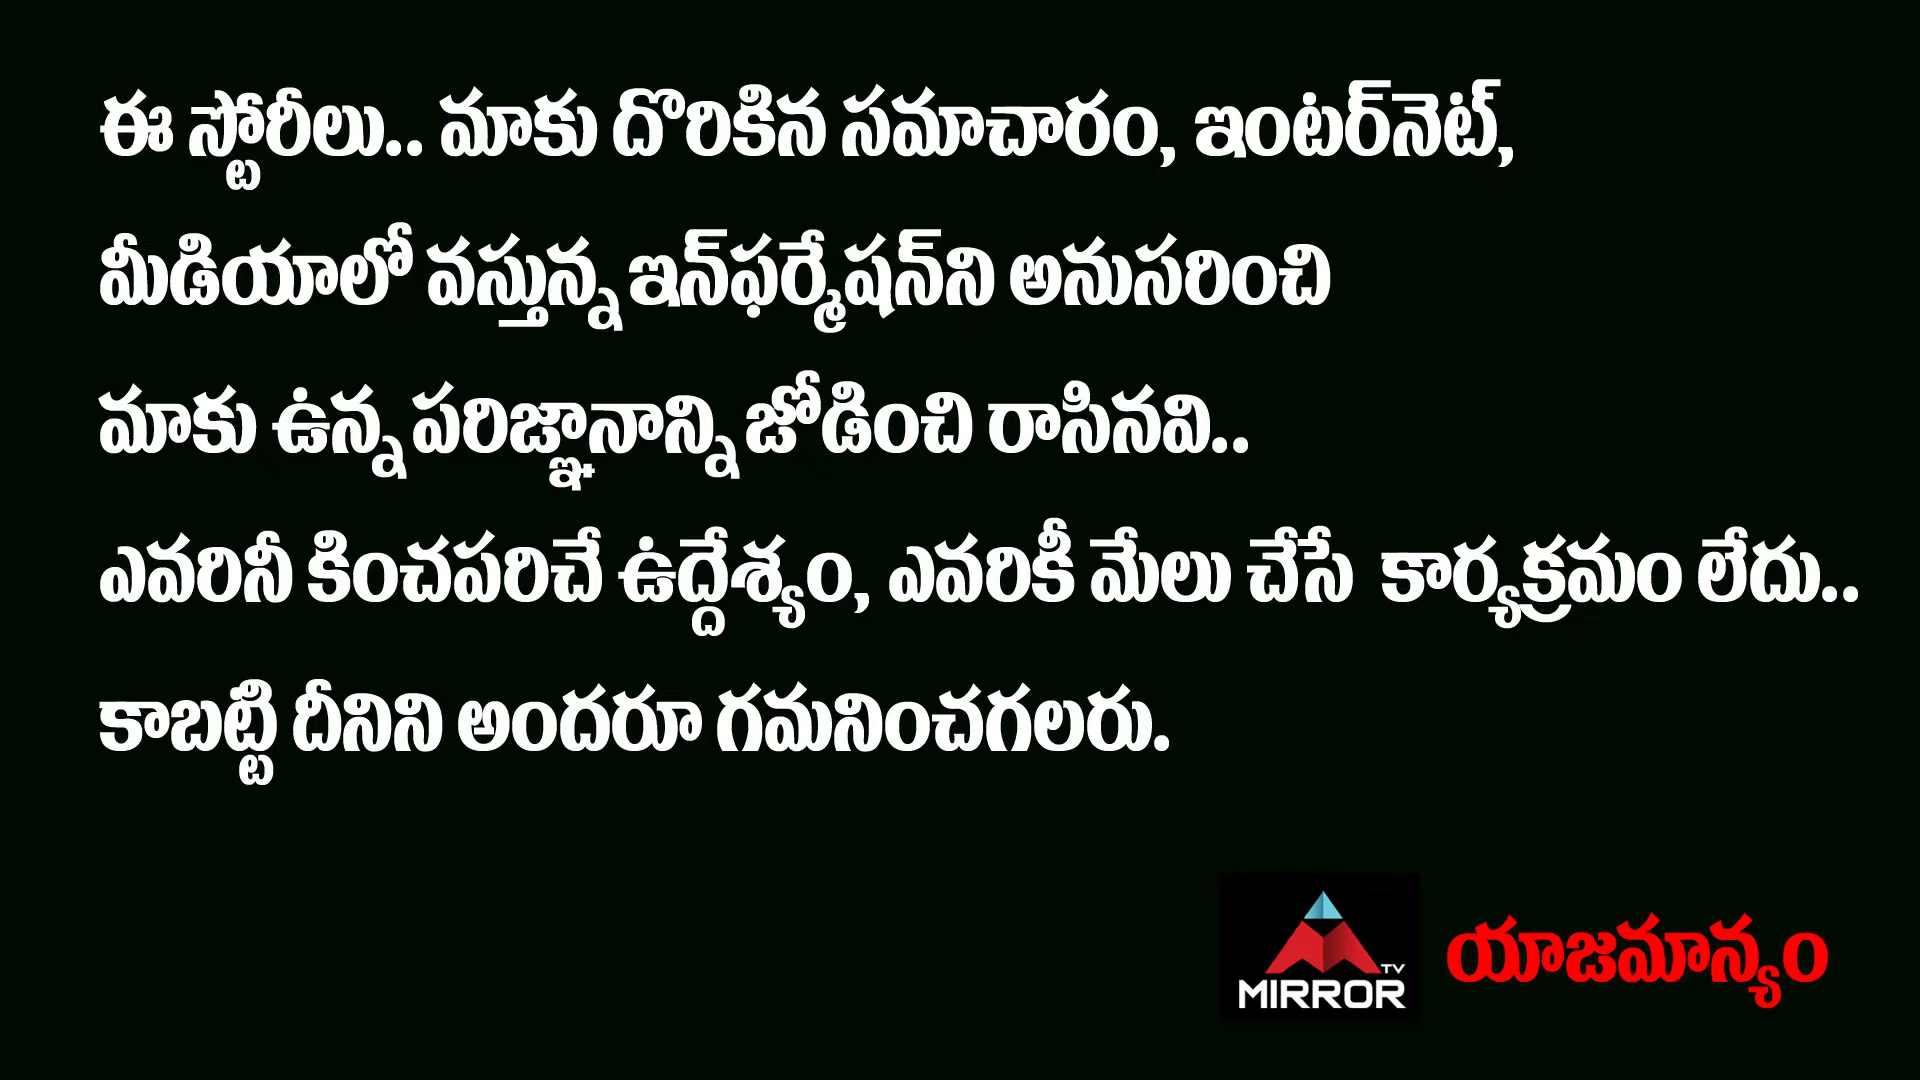 ఈ స్టోరీలు.. మాకు దొరికిన సమాచారం, ఇంటర్‌నెట్,
మీడియాలో వస్తున్న ఇన్‌ఫర్మేషన్‌ని అనుసరించి
మాకు ఉన్న పరిజ్ఞానాన్ని జోడించి రాసినవి..
ఎవరినీ కించపరిచే ఉద్దేశ్యం, ఎవరికీ మేలు చేసే కార్యక్రమం లేదు..
కాబట్టి దీనిని అందరూ గమనించగలరు.
TV
MIRROR యాజమాన్యం